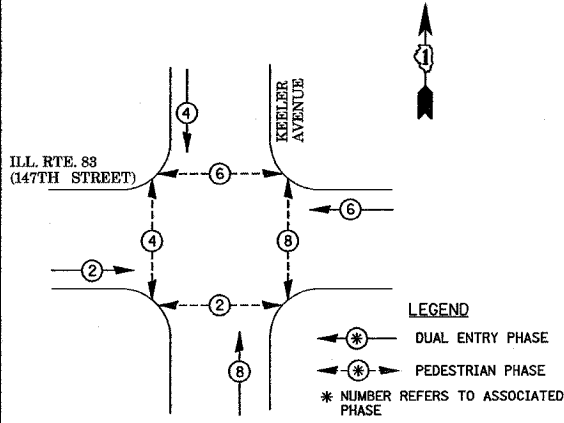 1
4
KEELER
AVENUE
ILL. RTE. 83
(147TH STREET)
6
6
4
8
2
2
8
LEGEND
* DUAL ENTRY PHASE
* PEDESTRIAN PHASE
* NUMBER REFERS TO ASSOCIATED
PHASE